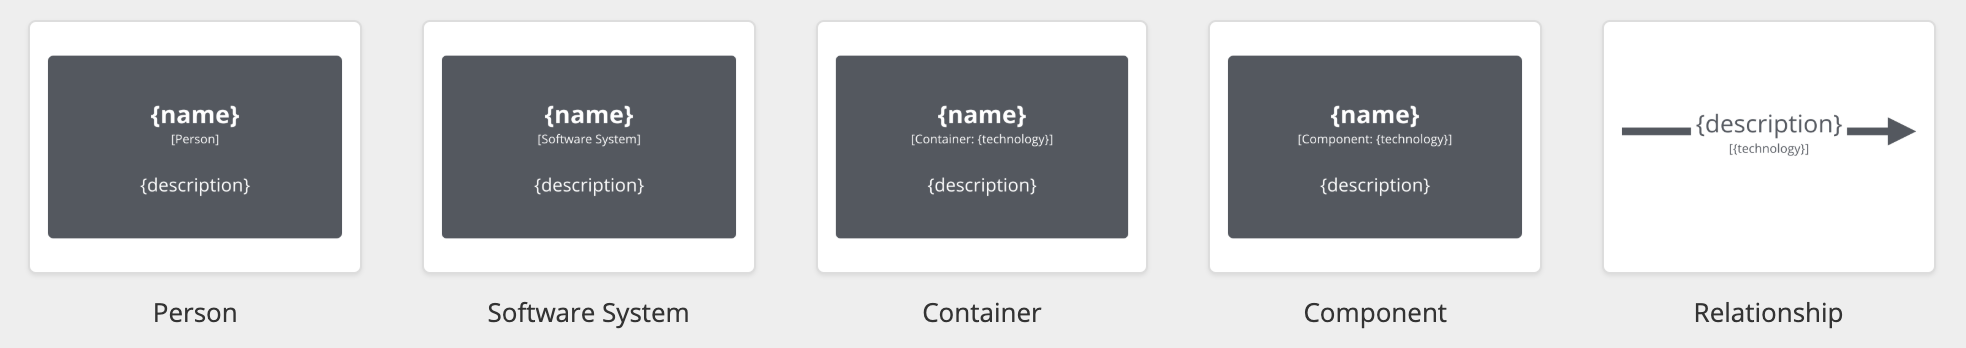 {name}
[Person]
{description}
Person
{name}
[Software System]
{description}
Software System
{name}
[Container: {technology}]
{description}
Container
{name}
[Component: {technology}]
{description}
Component
{description}
[{technology}]
Relationship